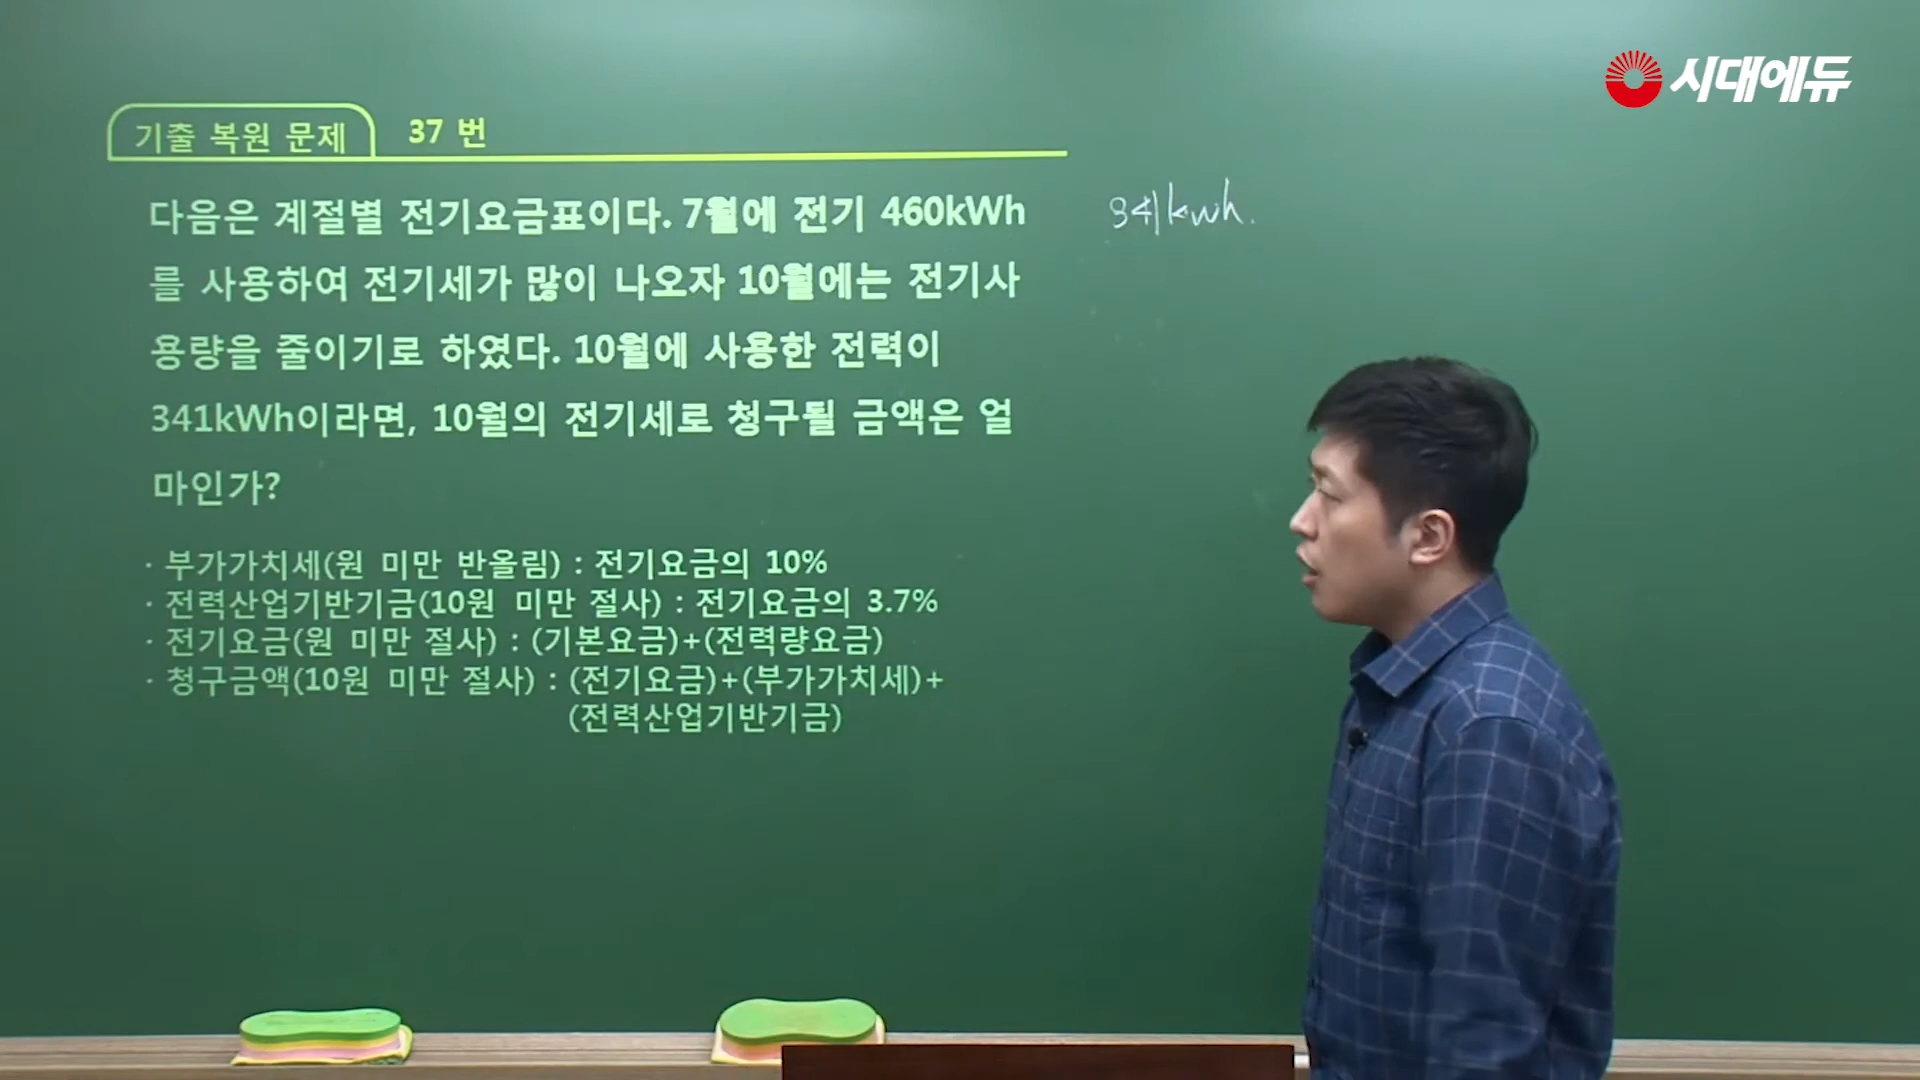 시대에듀
기출 복원 문제 37 번
다음은 계절별 전기요금표이다. 7월에 전기 460kWh
를 사용하여 전기세가 많이 나오자 10월에는 전기사
용량을 줄이기로 하였다. 10월에 사용한 전력이
341kWh이라면, 10월의 전기세로 청구될 금액은 얼
마인가?
341kwh.
· 부가가치세(원 미만 반올림) : 전기요금의 10%
· 전력산업기반기금(10원 미만 절사) : 전기요금의 3.7%
· 전기요금(원 미만 절사) : (기본요금)+(전력량요금)
· 청구금액(10원 미만 절사) : (전기요금)+(부가가치세)+
(전력산업기반기금)